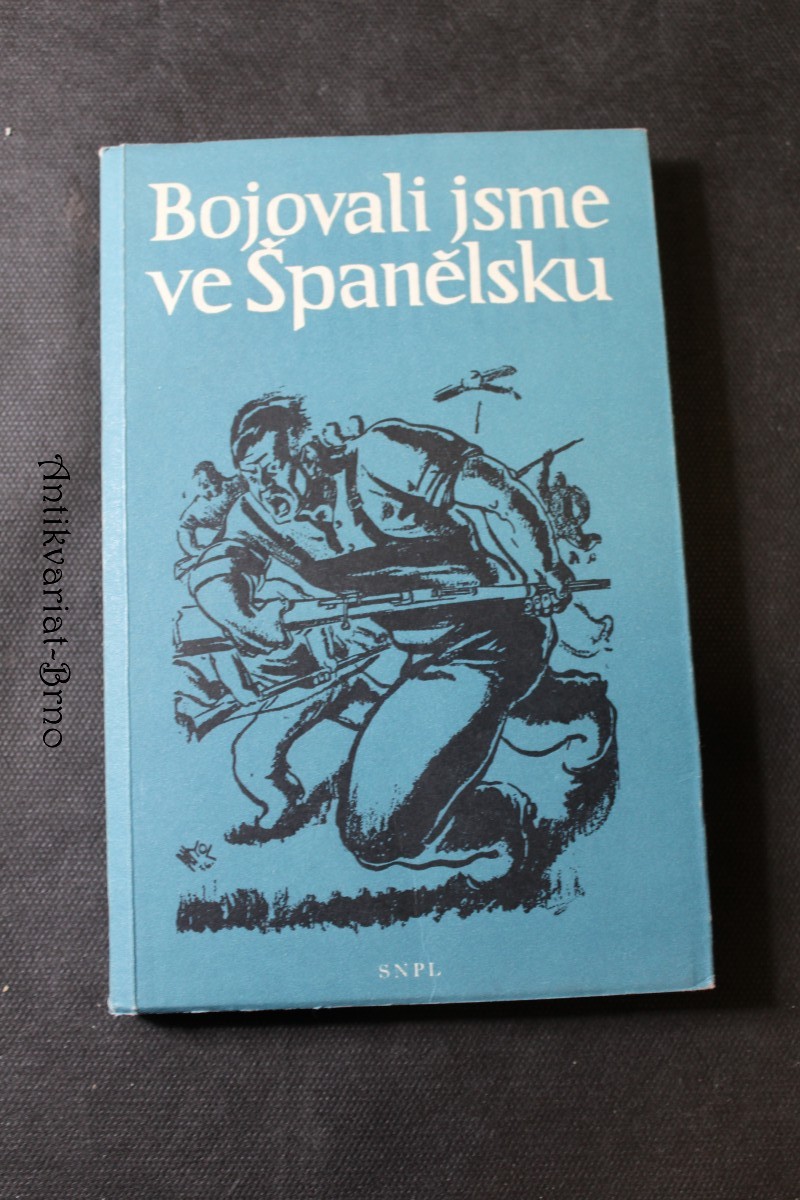 Bojovali jsme
ve Španělsku
SNPL
Antikvariat-Brno